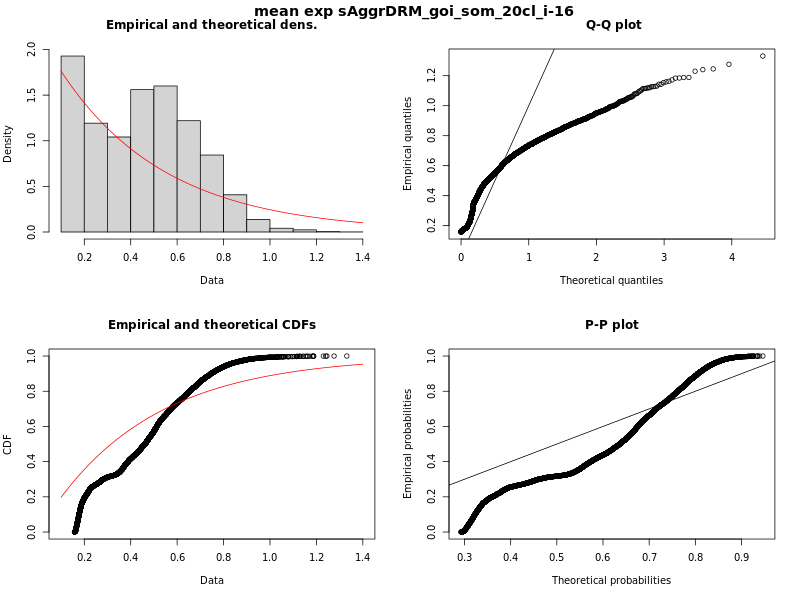 mean exp sAggrDRM_goi_som_20cl_i-16
Empirical and theoretical dens.
Density
0.0 0.5 1.0 1.5 2.0
0.2 0.4 0.6 0.8 1.0 1.2 1.4
Data
Q-Q plot
Empirical quantiles
0.2 0.4 0.6 0.8 1.0 1.2
0 1 2 3 4
Theoretical quantiles
Empirical and theoretical CDFs
CDF
0.0 0.2 0.4 0.6 0.8 1.0
0.2 0.4 0.6 0.8 1.0 1.2 1.4
Data
P-P plot
Empirical probabilities
0.0 0.2 0.4 0.6 0.8 1.0
0.3 0.4 0.5 0.6 0.7 0.8 0.9
Theoretical probabilities